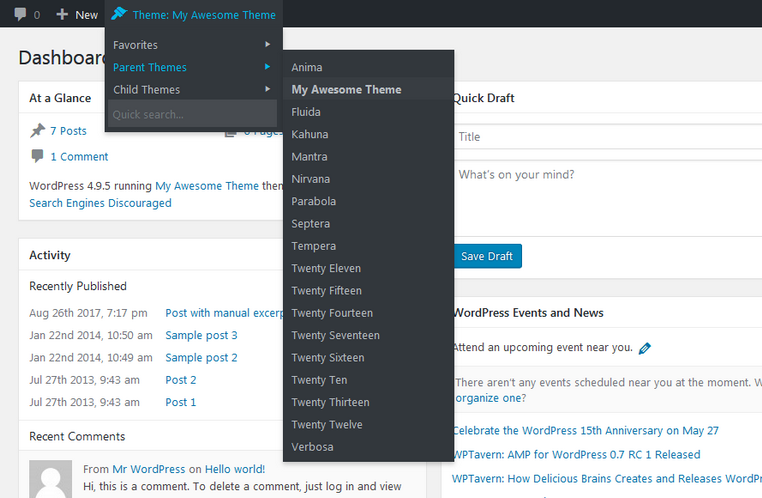 0 New Theme: My Awesome Theme
Dashboard
Favorites
Parent Themes
Child Themes
Quick search...
Anima
My Awesome Theme
Fluida
Kahuna
Mantra
Nirvana
Parabola
Septera
Tempera
Twenty Eleven
Twenty Fifteen
Twenty Fourteen
Twenty Seventeen
Twenty Sixteen
Twenty Ten
Twenty Thirteen
Twenty Twelve
Verbosa
At a Glance
7 Posts
1 Comment
WordPress 4.9.5 running My Awesome Theme them
Search Engines Discouraged
Activity
Recently Published
Aug 26th 2017, 7:17 pm Post with manual excerp
Jan 22nd 2014, 10:50 am Sample post 3
Jan 22nd 2014, 10:49 am Sample post 2
Jul 27th 2013, 9:43 am Post 2
Jul 27th 2013, 9:43 am Post 1
Recent Comments
From Mr WordPress on Hello world!
Hi, this is a comment. To delete a comment, just log in and view
Quick Draft
Title
What's on your mind?
Save Draft
WordPress Events and News
Attend an upcoming event near you.
There aren't any events scheduled near you at the moment. W
organize one?
Celebrate the WordPress 15th Anniversary on May 27
WPTavern: AMP for WordPress 0.7 RC 1 Released
WPTavern: How Delicious Brains Creates and Releases WordPr